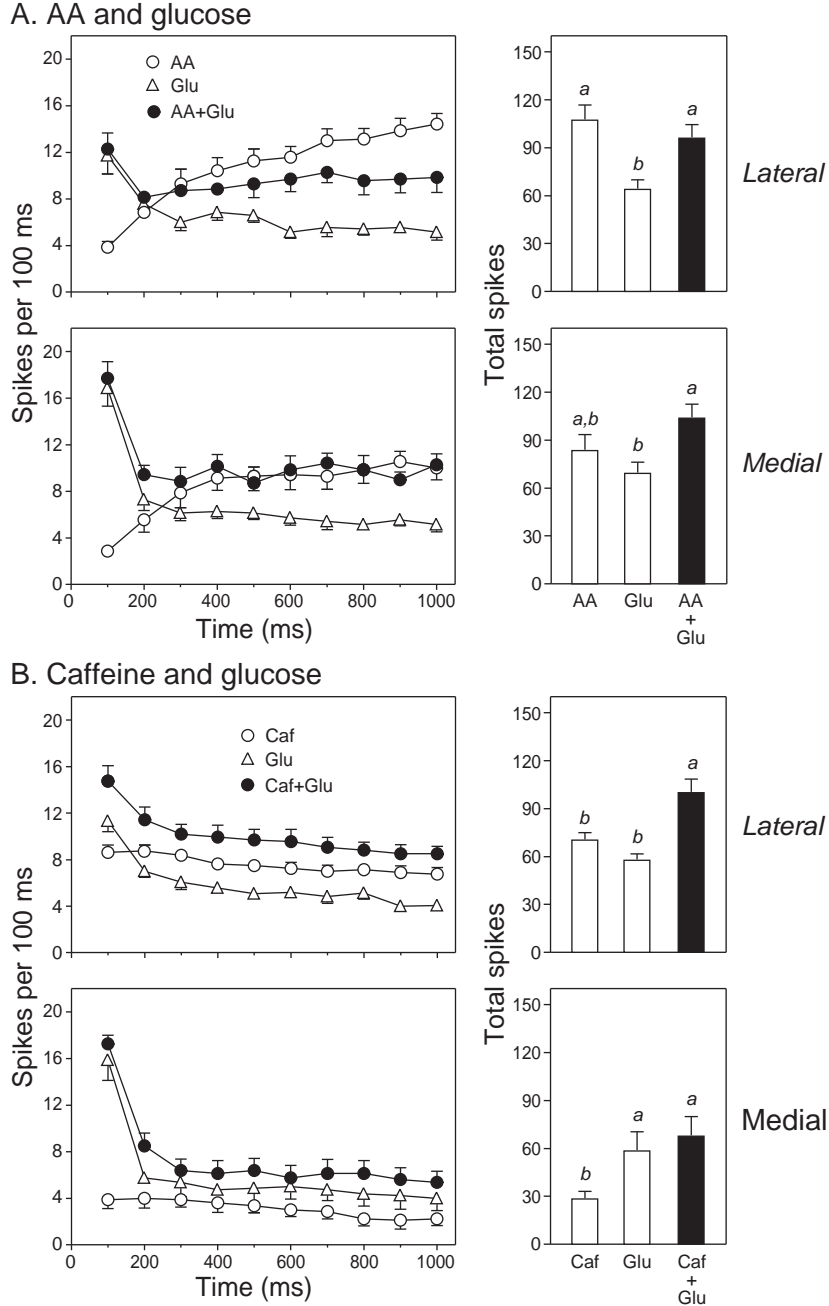 A. AA and glucose
Spikes per 100 ms
20
16
12
8
4
0
AA
Glu
AA+Glu
Total spikes
150
120
90
60
30
0
a
b
a
Lateral
20
16
12
8
4
0
0 200 400 600 800 1000
Time (ms)
150
120
90
60
30
0
a,b
b
a
AA Glu AA
+
Glu
Medial
B. Caffeine and glucose
Spikes per 100 ms
20
16
12
8
4
0
Caf
Glu
Caf+Glu
Total spikes
150
120
90
60
30
0
b
b
a
Lateral
20
16
12
8
4
0
0 200 400 600 800 1000
Time (ms)
150
120
90
60
30
0
b
a
a
Caf Glu Caf
+
Glu
Medial